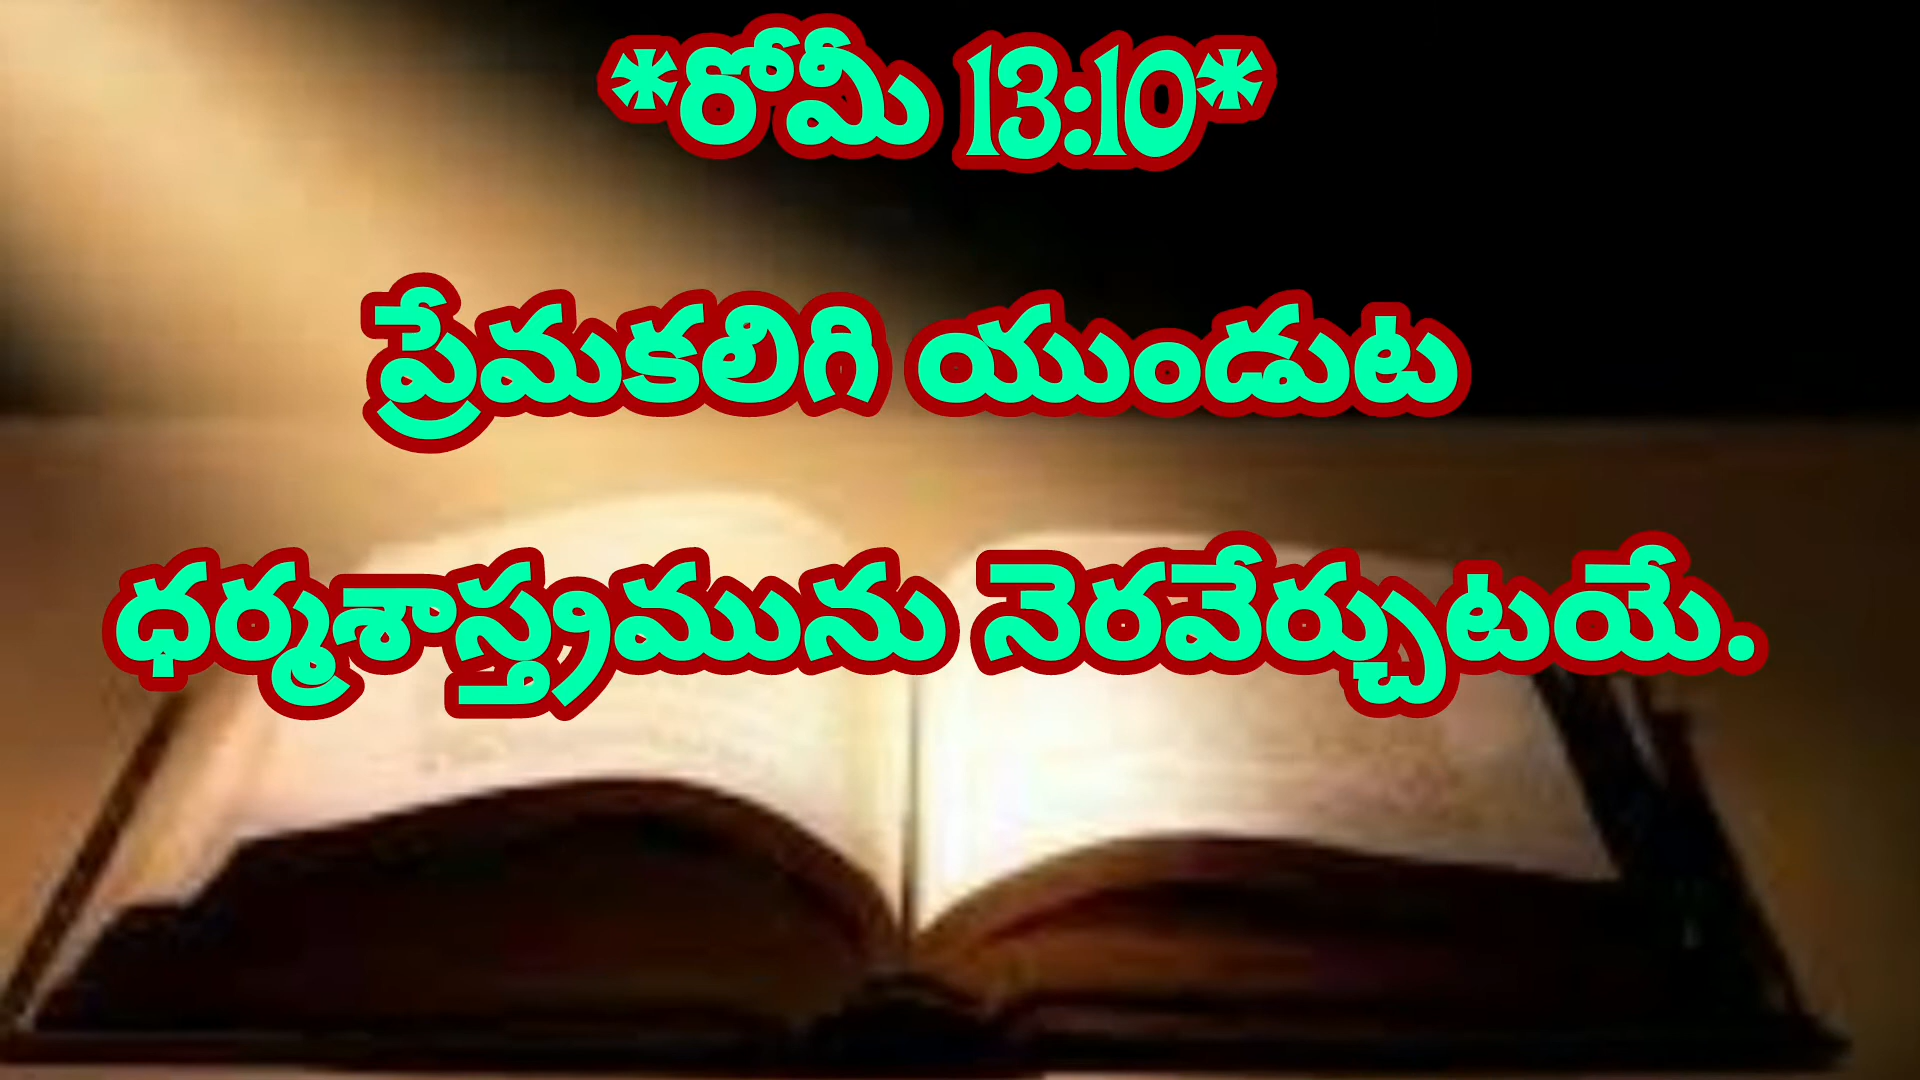 *రోమీ 13:10*
ప్రేమకలిగి యుండుట
ధర్మశాస్త్రమును నెరవేర్చుటయే.